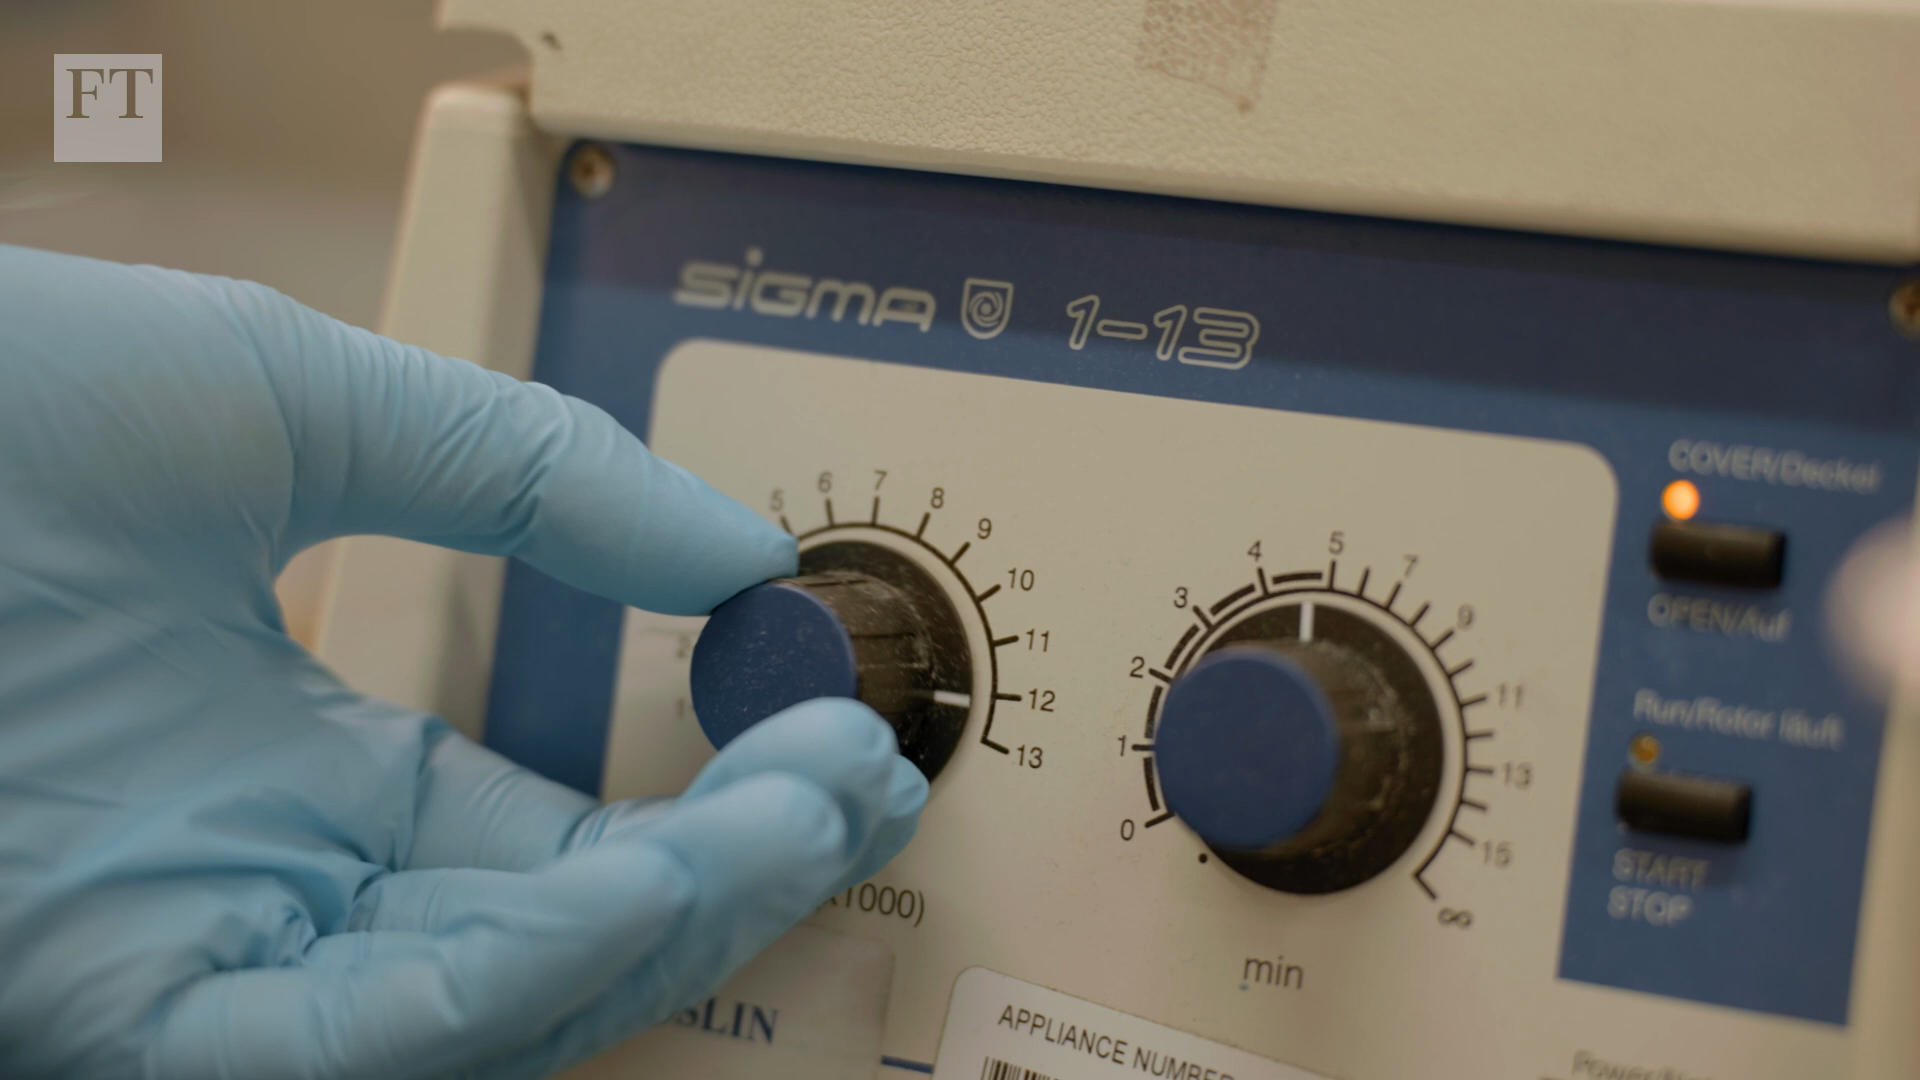 FT
sigma 1-13
COVER/Deckel
OPEN/Auf
Run/Rotor läuft
START
STOP
5 6 7 8 9 10 11 12 13
0 1 2 3 4 5 7 9 11 13 15 ∞
x1000)
min
SLIN
APPLIANCE NUMBER